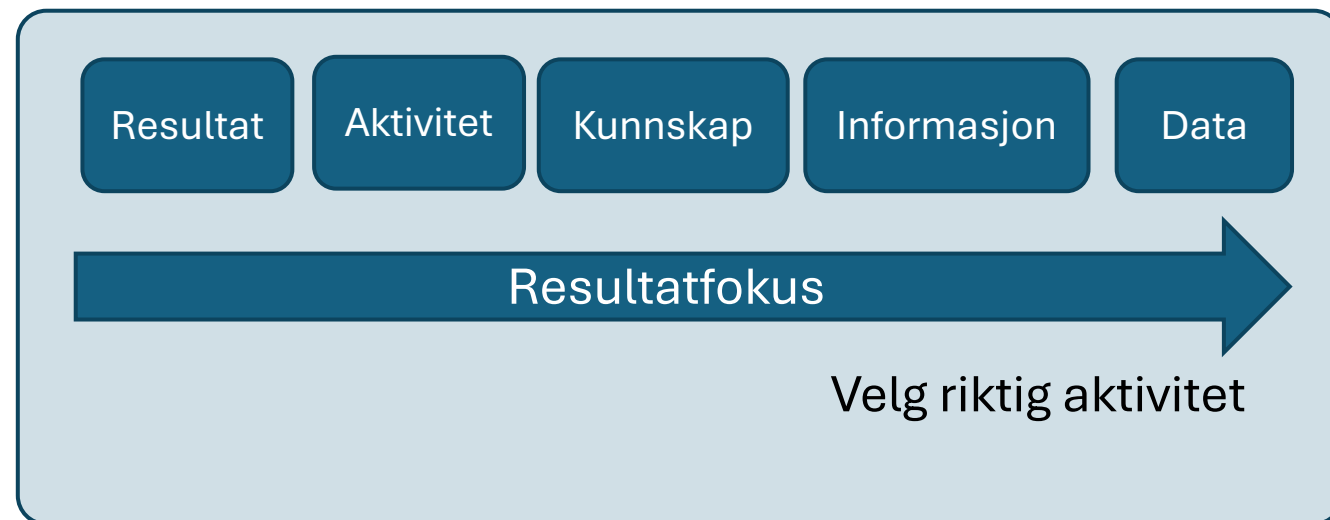 Resultat
Aktivitet
Kunnskap
Informasjon
Data
Resultatfokus
Velg riktig aktivitet